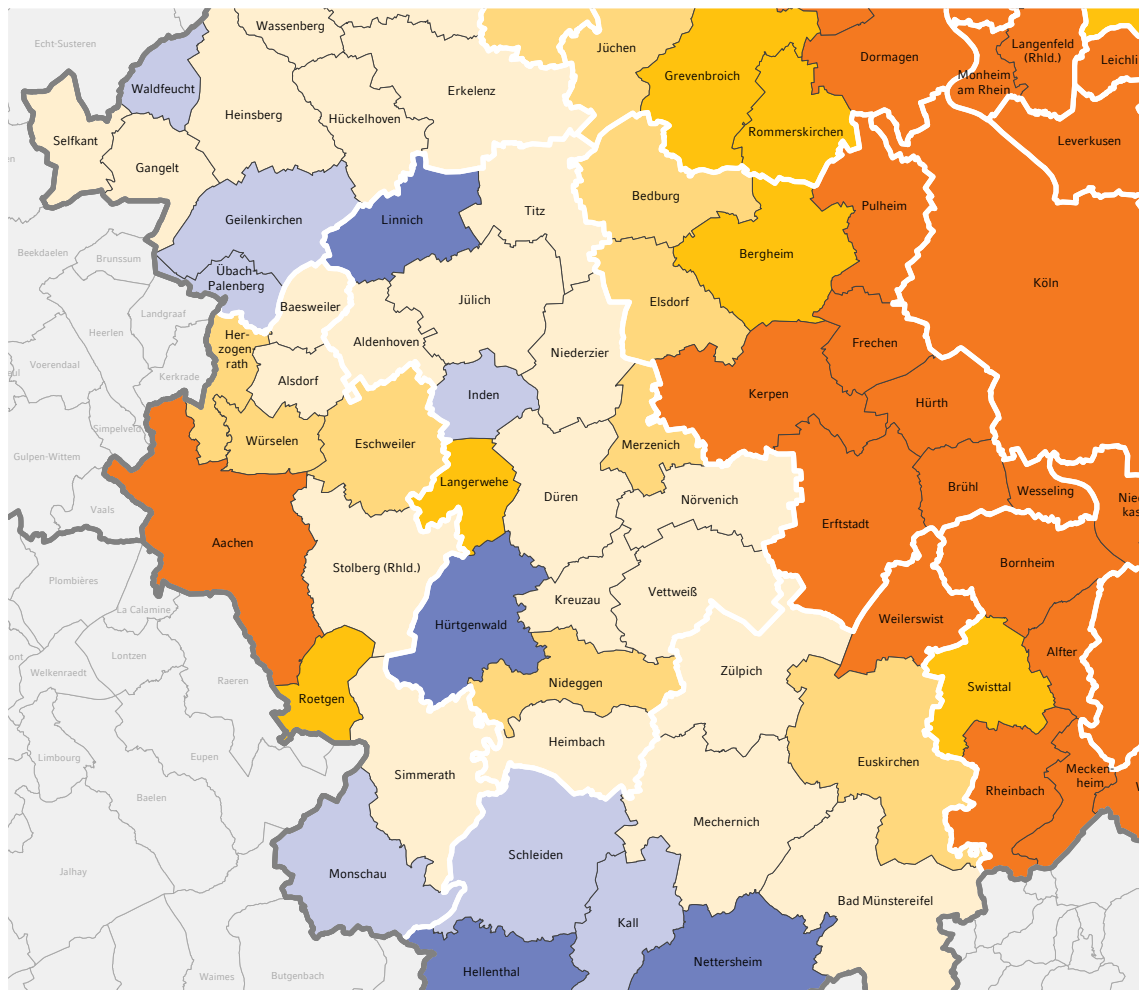 Wassenberg
Echt-Susteren
Jüchen
Dormagen
Langenfeld
(Rhld.)
Leichli
Grevenbroich
Monheim
am Rhein
Waldfeucht
Erkelenz
Heinsberg
Hückelhoven
Rommerskirchen
Leverkusen
Selfkant
en
Gangelt
Bedburg
Titz
Pulheim
Geilenkirchen
Linnich
Beekdaelen
Brunssum
Bergheim
Übach-
Palenberg
Köln
Jülich
Elsdorf
Baesweiler
Landgraaf
Heerlen
Her-
zogen-
rath
Aldenhoven
Frechen
Niederzier
Voerendaal
aul
Kerkrade
Alsdorf
Inden
Kerpen
Hürth
Simpelveld
Würselen
Eschweiler
Merzenich
Gulpen-Wittem
Langerwehe
Brühl
Wesseling
Nie
kas
Düren
Nörvenich
Vaals
Erftstadt
Aachen
Stolberg (Rhld.)
Bornheim
Plombières
Kreuzau
Vettweiß
La Calamine
Hürtgenwald
Weilerswist
ont
Lontzen
Alfter
Welkenraedt
Raeren
Zülpich
Nideggen
Swisttal
Roetgen
Heimbach
Limbourg
Eupen
Euskirchen
Simmerath
Mecken-
heim
Rheinbach
W
Baelen
Mechernich
Schleiden
Jalhay
Monschau
Bad Münstereifel
Kall
Nettersheim
Hellenthal
Waimes
Butgenbach